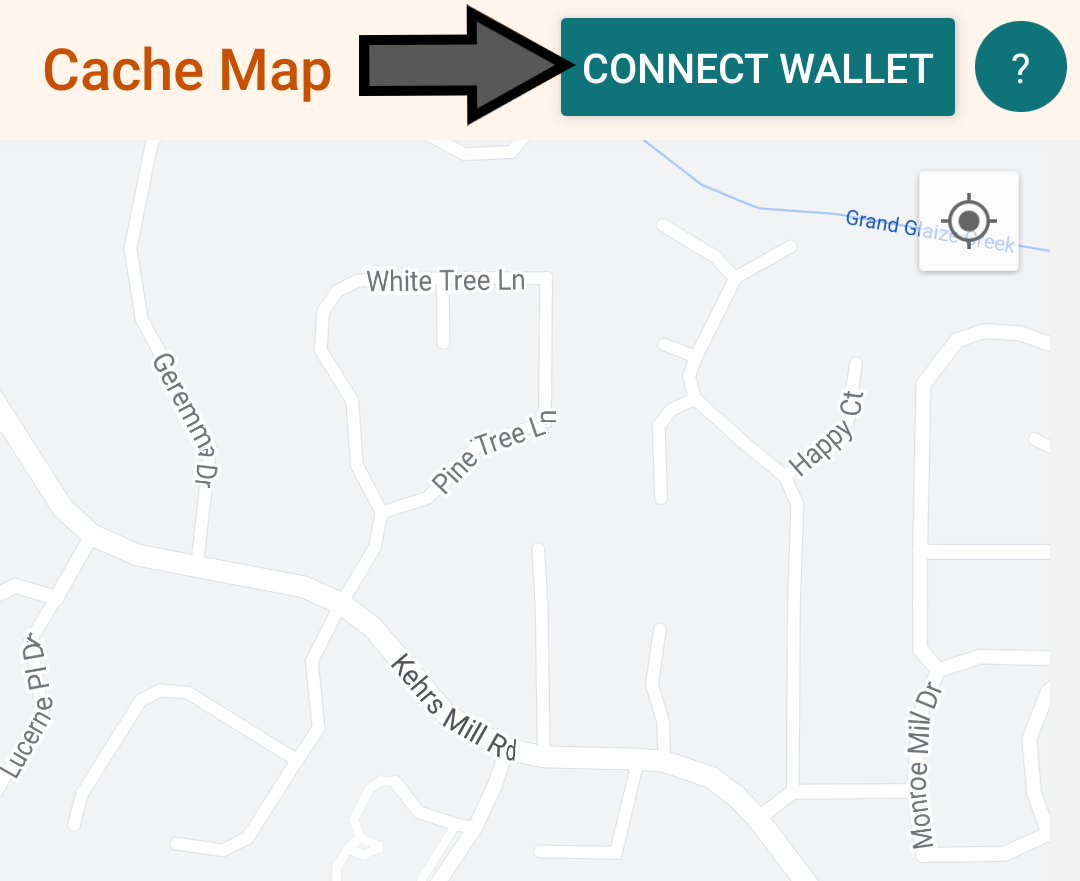 Cache Map
CONNECT WALLET
?
Grand Glaize Creek
White Tree Ln
Geremma Dr
Happy Ct
Pine Tree Ln
Lucerne Pl Dr
Kehrs Mill Rd
Monroe Mill Dr